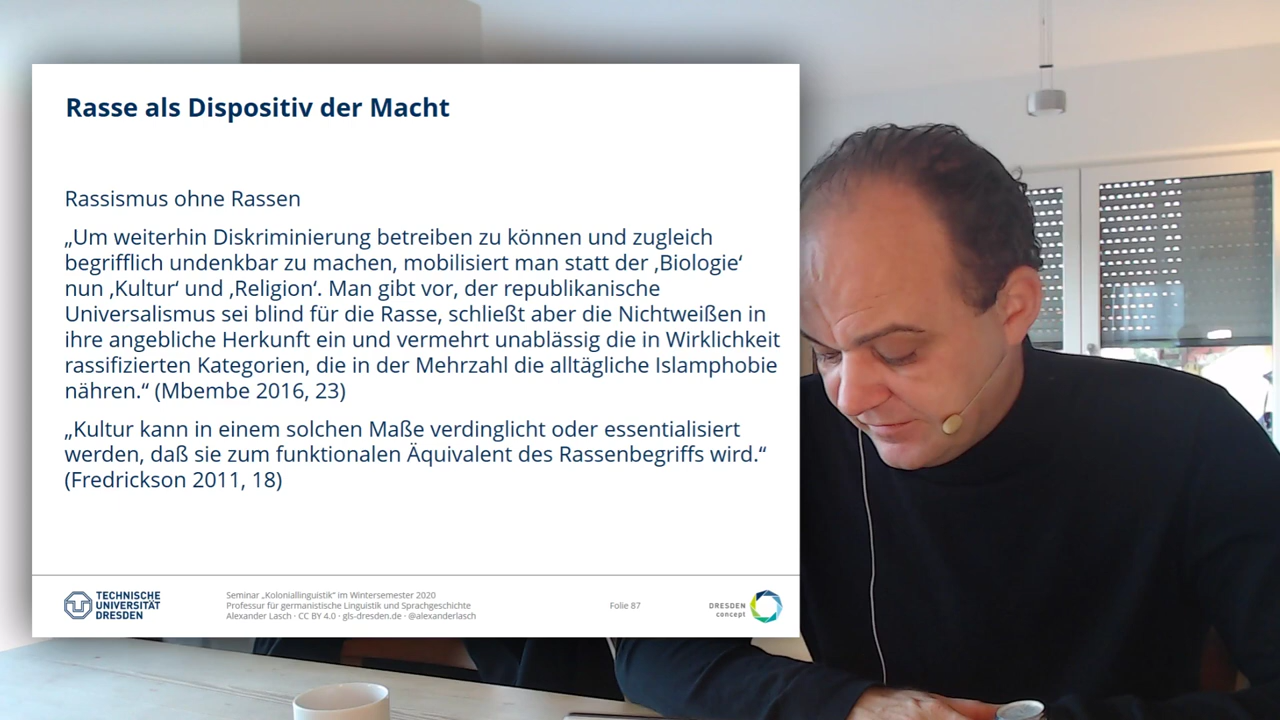 Rasse als Dispositiv der Macht
Rassismus ohne Rassen
„Um weiterhin Diskriminierung betreiben zu können und zugleich
begrifflich undenkbar zu machen, mobilisiert man statt der ‚Biologie‘
nun ‚Kultur‘ und ‚Religion‘. Man gibt vor, der republikanische
Universalismus sei blind für die Rasse, schließt aber die Nichtweißen in
ihre angebliche Herkunft ein und vermehrt unablässig die in Wirklichkeit
rassifizierten Kategorien, die in der Mehrzahl die alltägliche Islamphobie
nähren.“ (Mbembe 2016, 23)
„Kultur kann in einem solchen Maße verdinglicht oder essentialisiert
werden, daß sie zum funktionalen Äquivalent des Rassenbegriffs wird.“
(Fredrickson 2011, 18)
TECHNISCHE
UNIVERSITÄT
DRESDEN
Seminar „Koloniallinguistik“ im Wintersemester 2020
Professur für germanistische Linguistik und Sprachgeschichte
Alexander Lasch · CC BY 4.0 · gls-dresden.de · @alexanderlasch
Folie 87
DRESDEN
concept